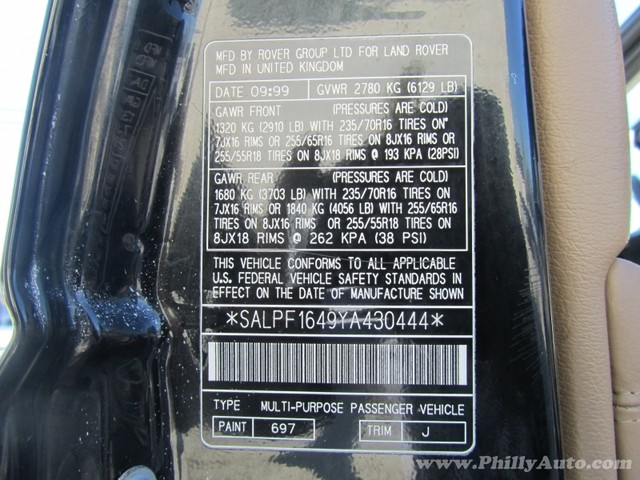 MFD BY ROVER GROUP LTD FOR LAND ROVER
MFD IN UNITED KINGDOM
DATE 09:99 GVWR 2780 KG (6129 LB)
GAWR FRONT (PRESSURES ARE COLD)
1320 KG (2910 LB) WITH 235/70R16 TIRES ON
7JX16 RIMS OR 255/65R16 TIRES ON 8JX16 RIMS OR
255/55R18 TIRES ON 8JX18 RIMS @ 193 KPA (28PSI)
GAWR REAR (PRESSURES ARE COLD)
1680 KG (3703 LB) WITH 235/70R16 TIRES ON
7JX16 RIMS OR 1840 KG (4056 LB) WITH 255/65R16
TIRES ON 8JX16 RIMS OR 255/55R18 TIRES ON
8JX18 RIMS @ 262 KPA (38 PSI)
THIS VEHICLE CONFORMS TO ALL APPLICABLE
U.S. FEDERAL VEHICLE SAFETY STANDARDS IN
EFFECT ON THE DATE OF MANUFACTURE SHOWN
*SALPF1649YA430444*
TYPE MULTI-PURPOSE PASSENGER VEHICLE
PAINT 697 TRIM J
www.PhillyAuto.com